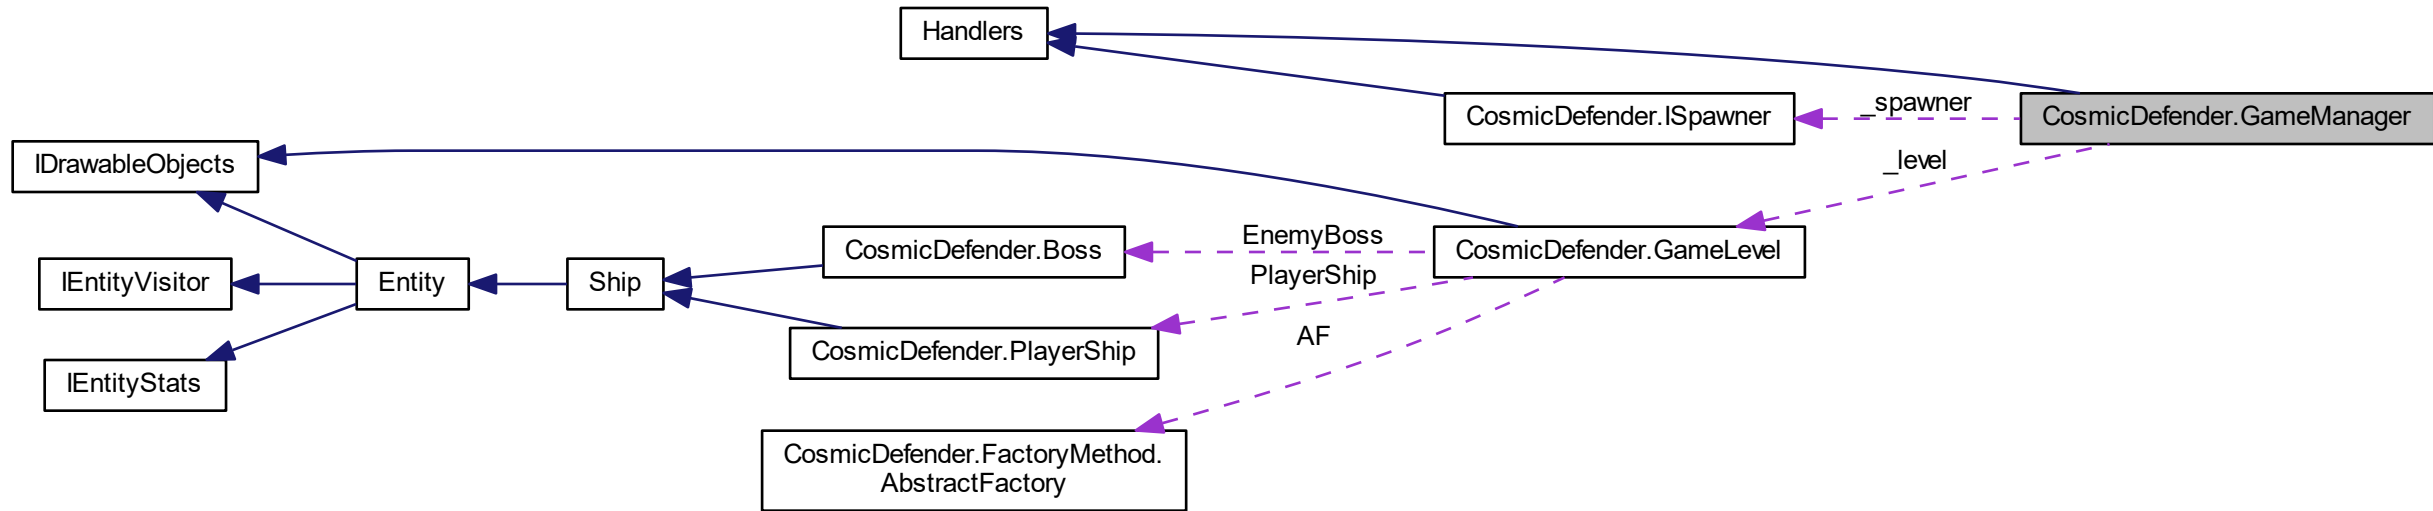 Handlers
CosmicDefender.ISpawner
_spawner
CosmicDefender.GameManager
IDrawableObjects
_level
CosmicDefender.Boss
EnemyBoss
CosmicDefender.GameLevel
IEntityVisitor
Entity
Ship
PlayerShip
CosmicDefender.PlayerShip
AF
IEntityStats
CosmicDefender.FactoryMethod.
AbstractFactory